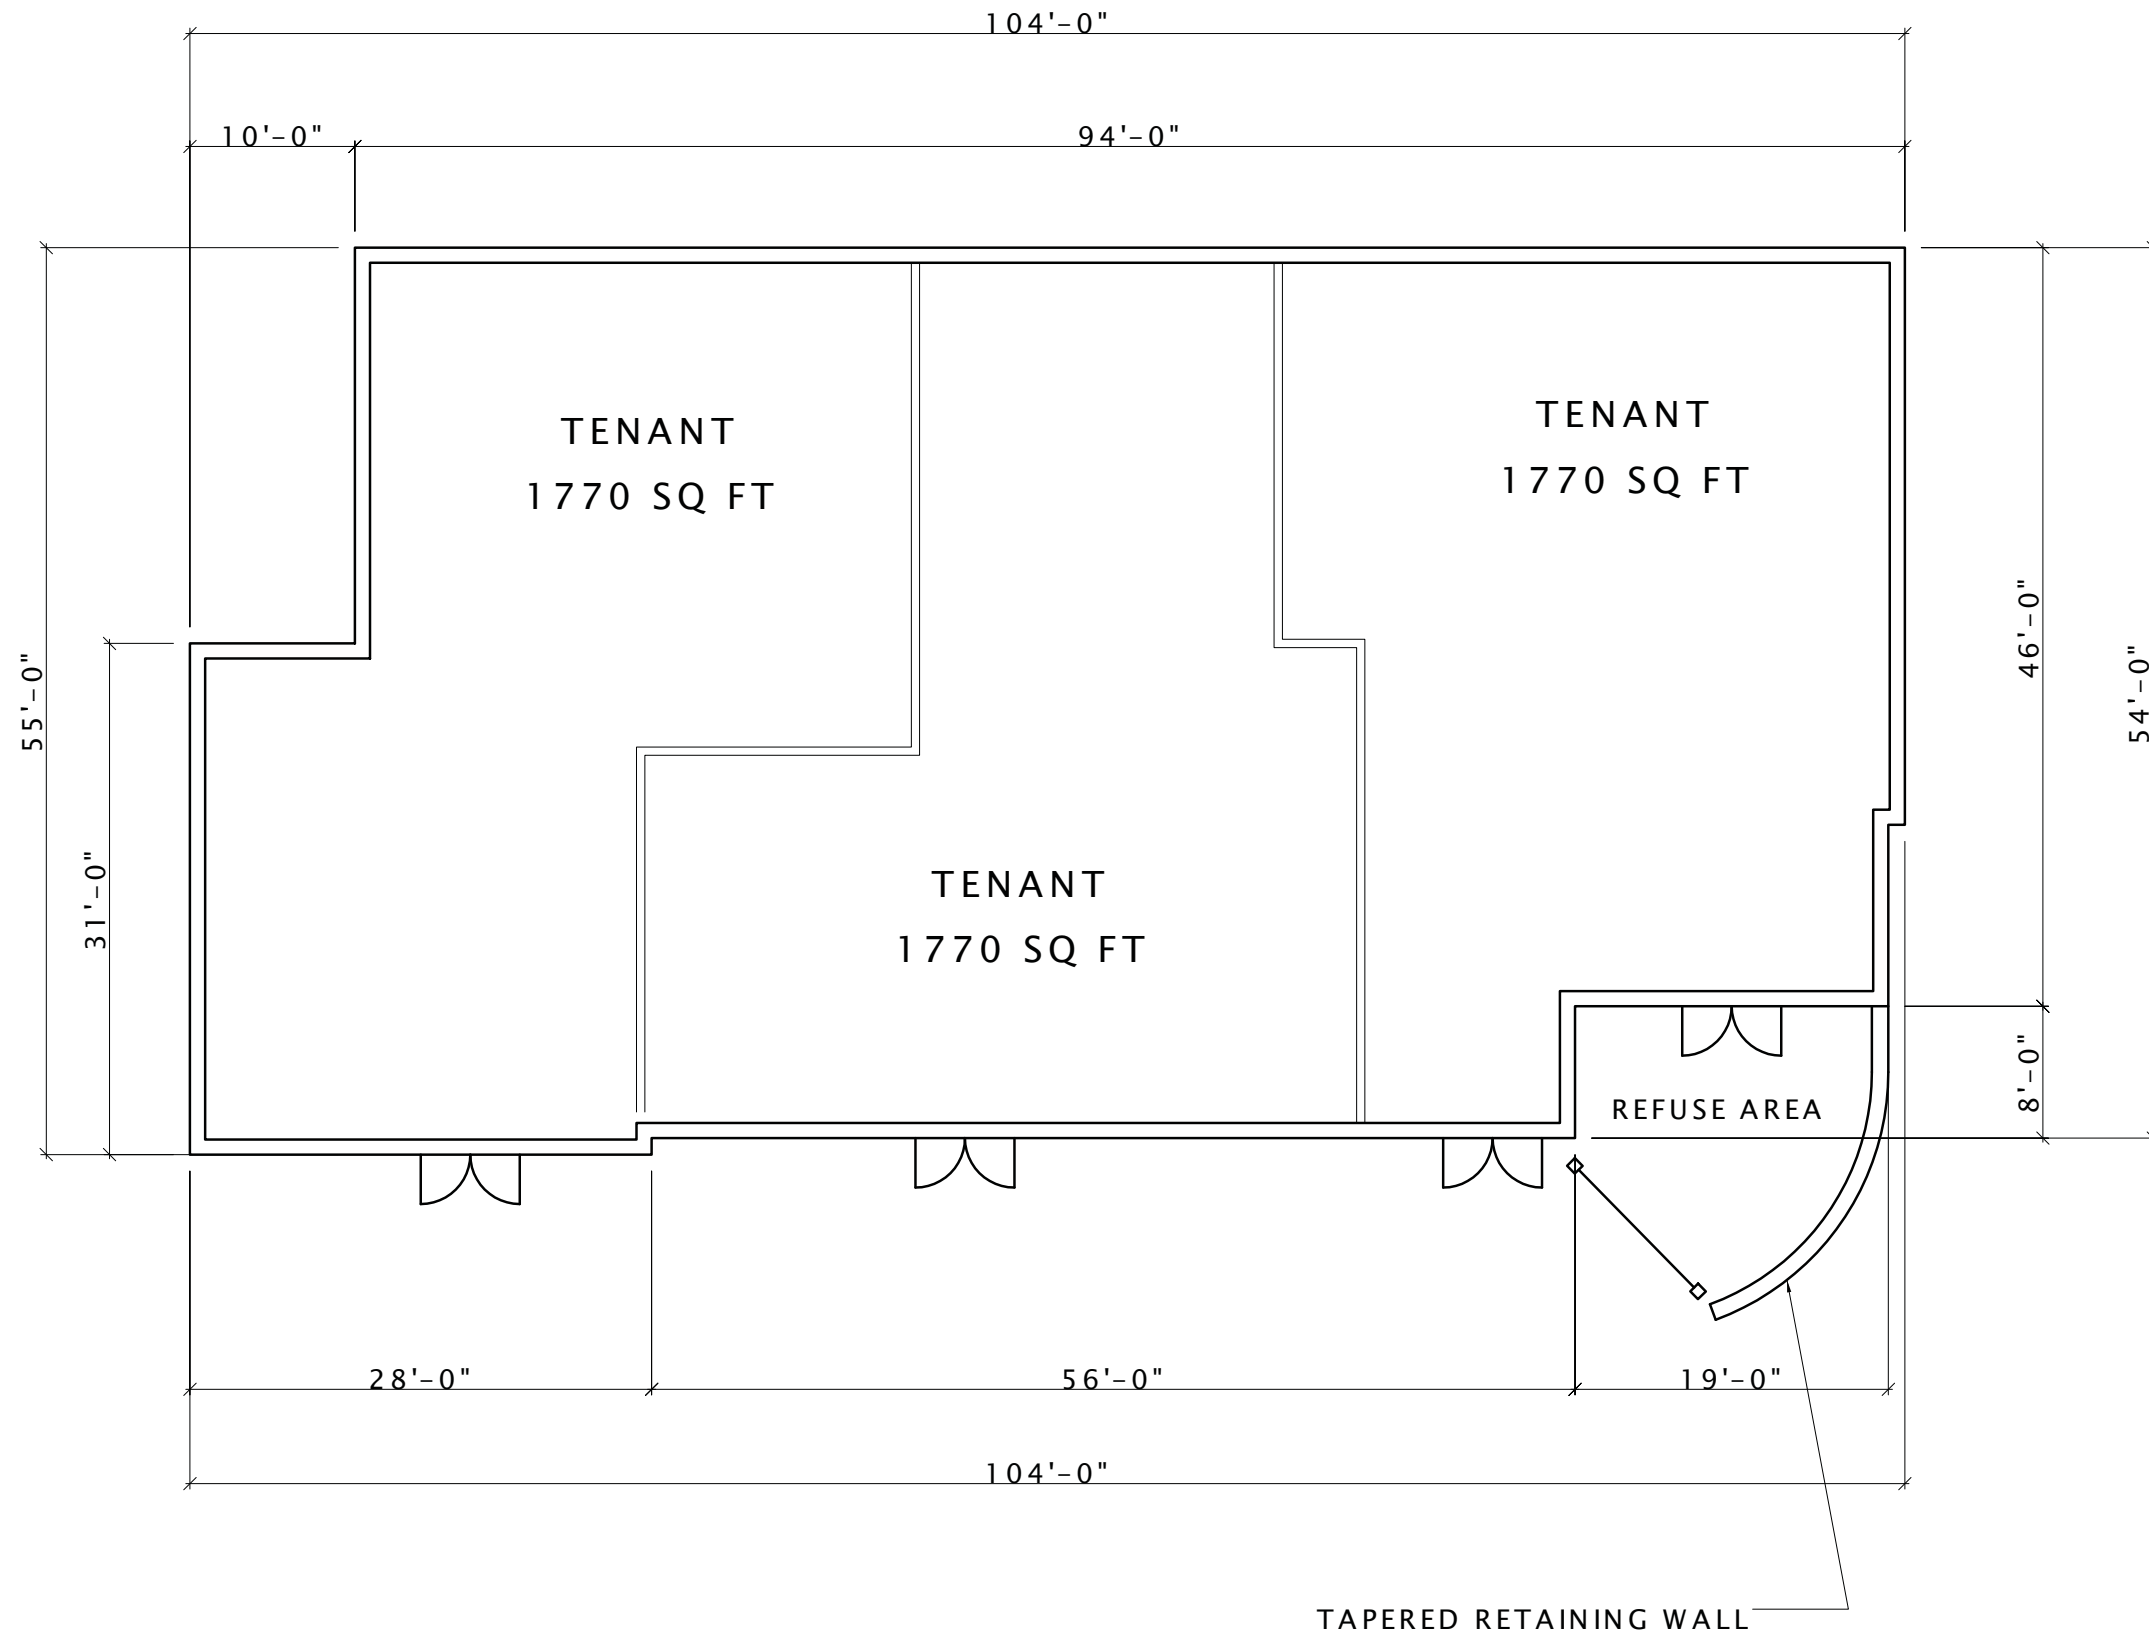 104'-0"
10'-0"
94'-0"
TENANT
1770 SQ FT
TENANT
1770 SQ FT
46'-0"
54'-0"
55'-0"
31'-0"
TENANT
1770 SQ FT
8'-0"
REFUSE AREA
28'-0"
56'-0"
19'-0"
104'-0"
TAPERED RETAINING WALL